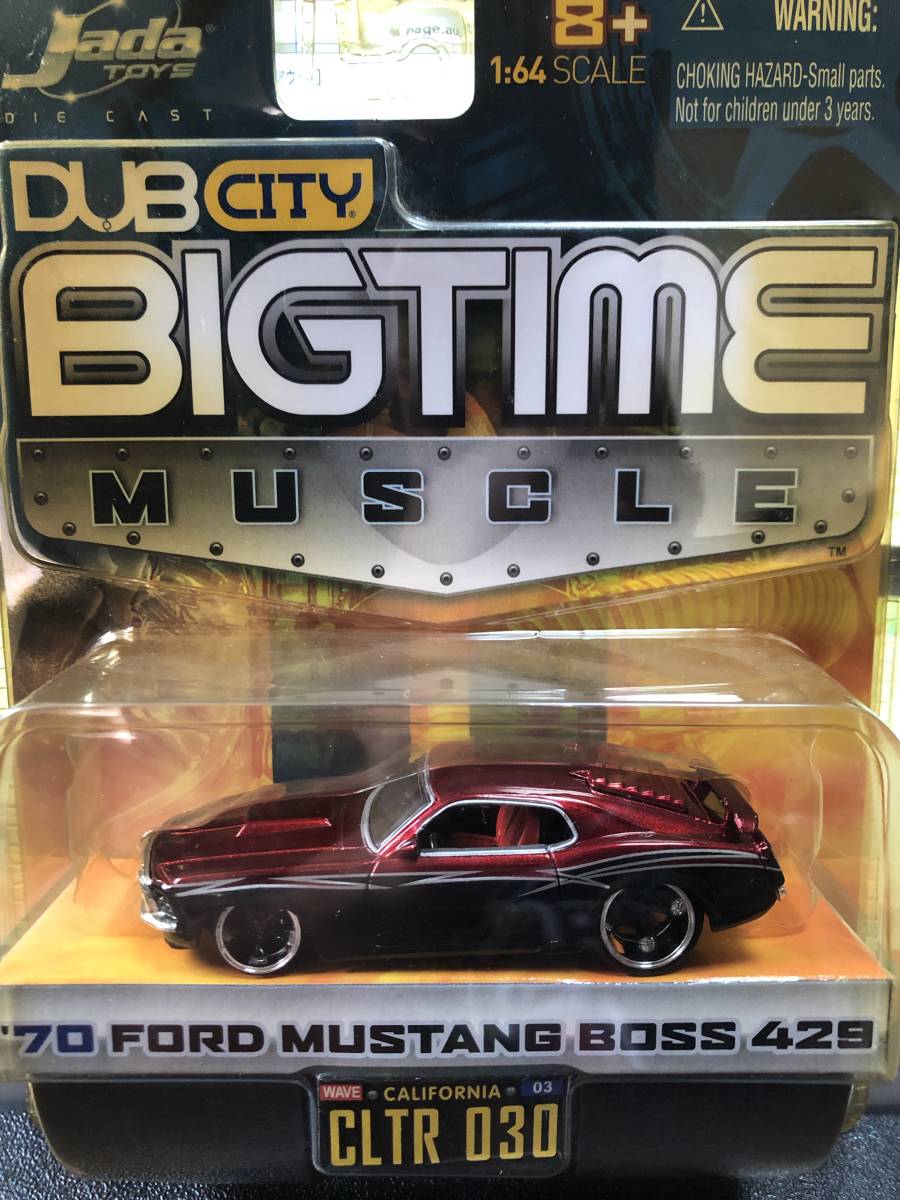 Jada
TOYS
DIE CAST
8+
1:64 SCALE
WARNING:
CHOKING HAZARD-Small parts.
Not for children under 3 years.
DUB CITY
BIGTIME
MUSCLE
TM
'70 FORD MUSTANG BOSS 429
WAVE CALIFORNIA 03
CLTR 030